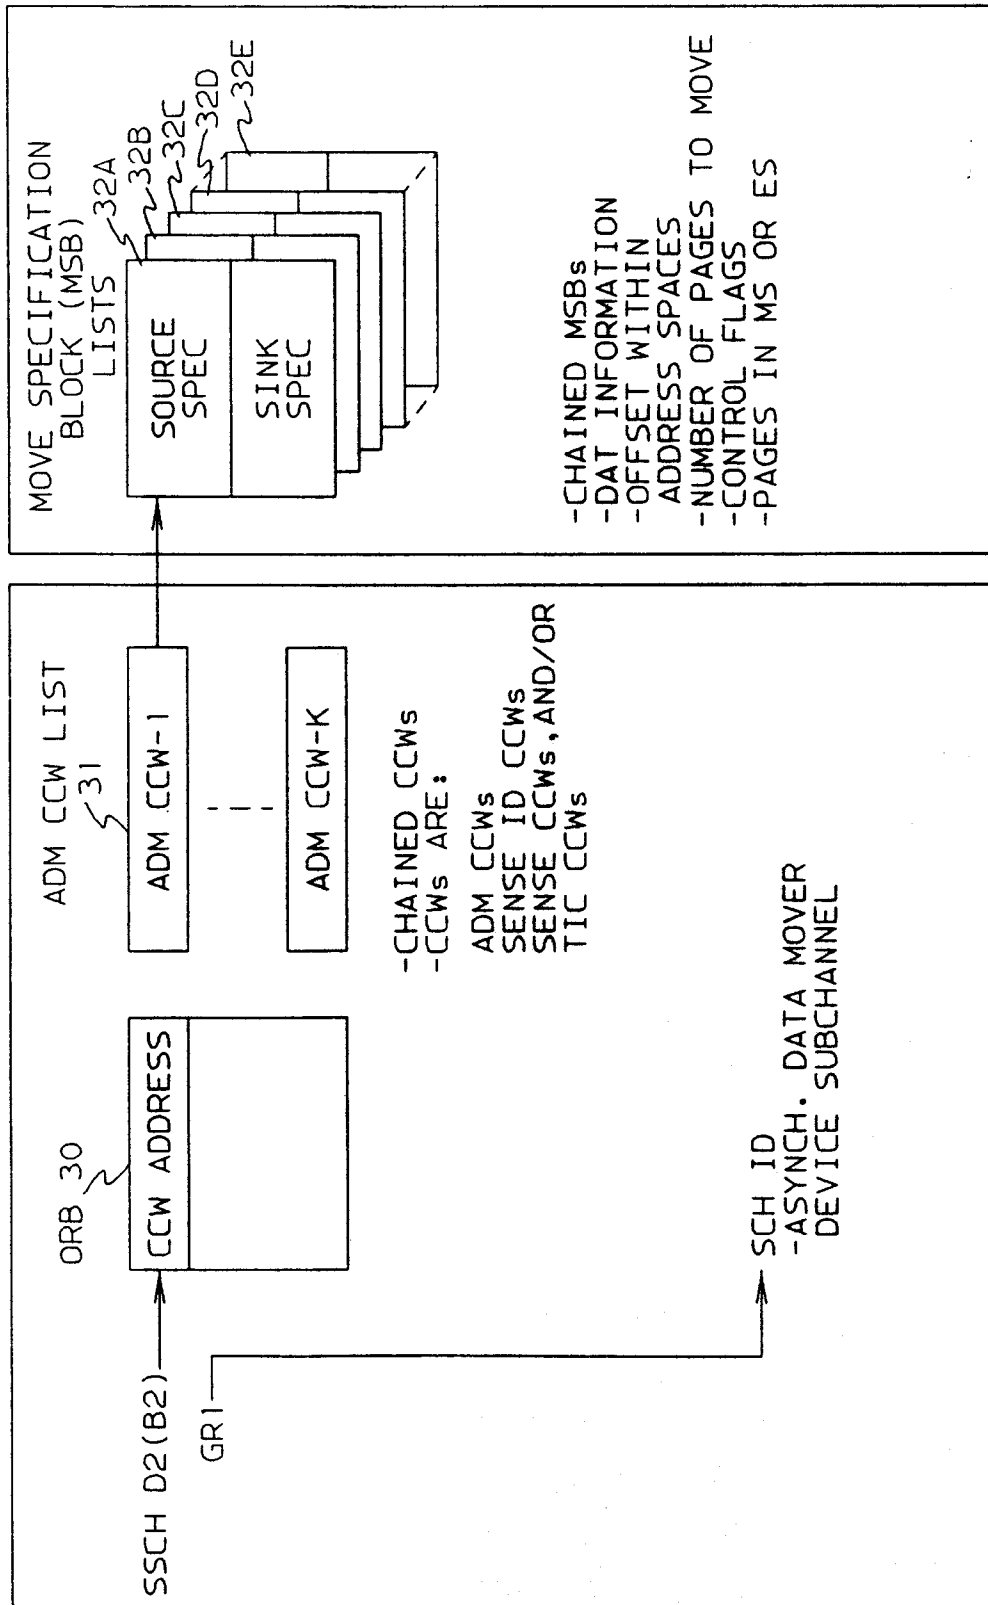 SSCH D2(B2)
GR1
ORB 30
CCW ADDRESS
SCH ID
-ASYNCH. DATA MOVER
DEVICE SUBCHANNEL
ADM CCW LIST
31
ADM CCW-1
ADM CCW-K
-CHAINED CCWs
-CCWs ARE:
ADM CCWs
SENSE ID CCWs
SENSE CCWs,AND/OR
TIC CCWs
MOVE SPECIFICATION
BLOCK (MSB)
LISTS
32A
32B
32C
32D
32E
SOURCE
SPEC
SINK
SPEC
-CHAINED MSBs
-DAT INFORMATION
-OFFSET WITHIN
ADDRESS SPACES
-NUMBER OF PAGES TO MOVE
-CONTROL FLAGS
-PAGES IN MS OR ES